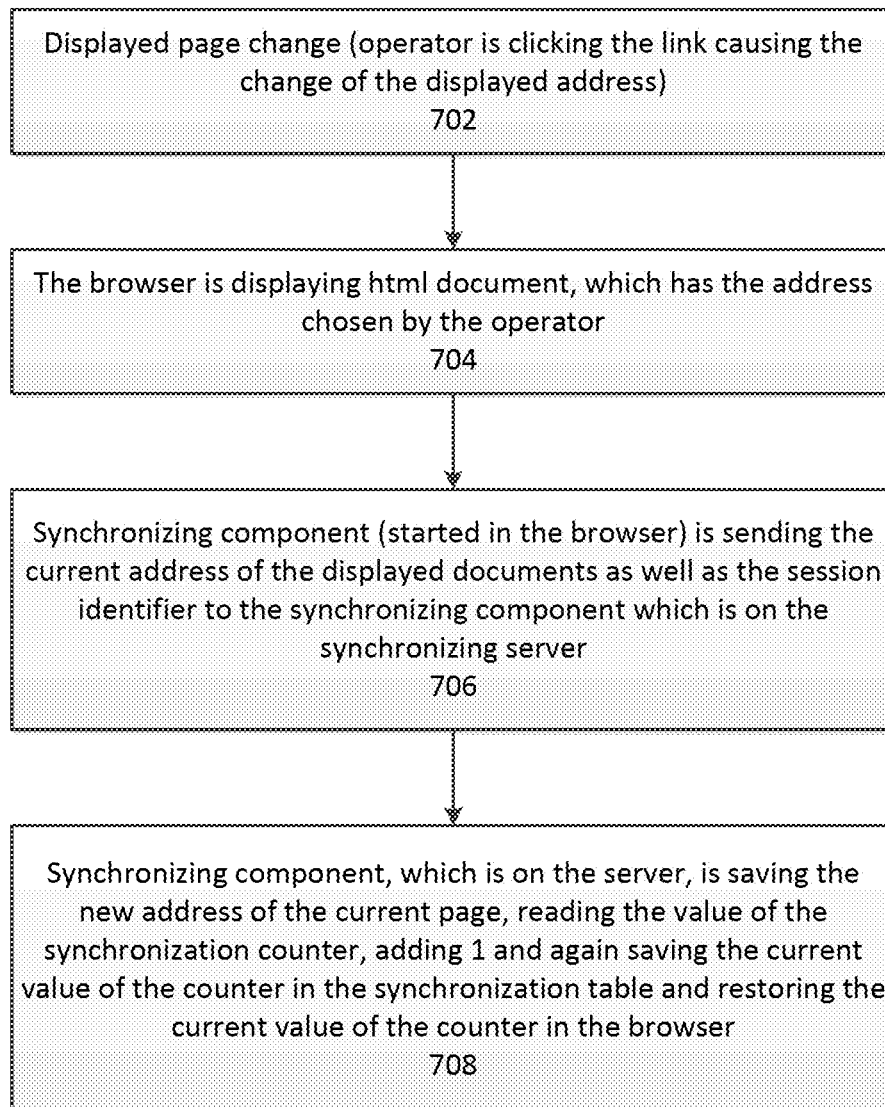 Displayed page change (operator is clicking the link causing the
change of the displayed address)
702
The browser is displaying html document, which has the address
chosen by the operator
704
Synchronizing component (started in the browser) is sending the
current address of the displayed documents as well as the session
identifier to the synchronizing component which is on the
synchronizing server
706
Synchronizing component, which is on the server, is saving the
new address of the current page, reading the value of the
synchronization counter, adding 1 and again saving the current
value of the counter in the synchronization table and restoring the
current value of the counter in the browser
708